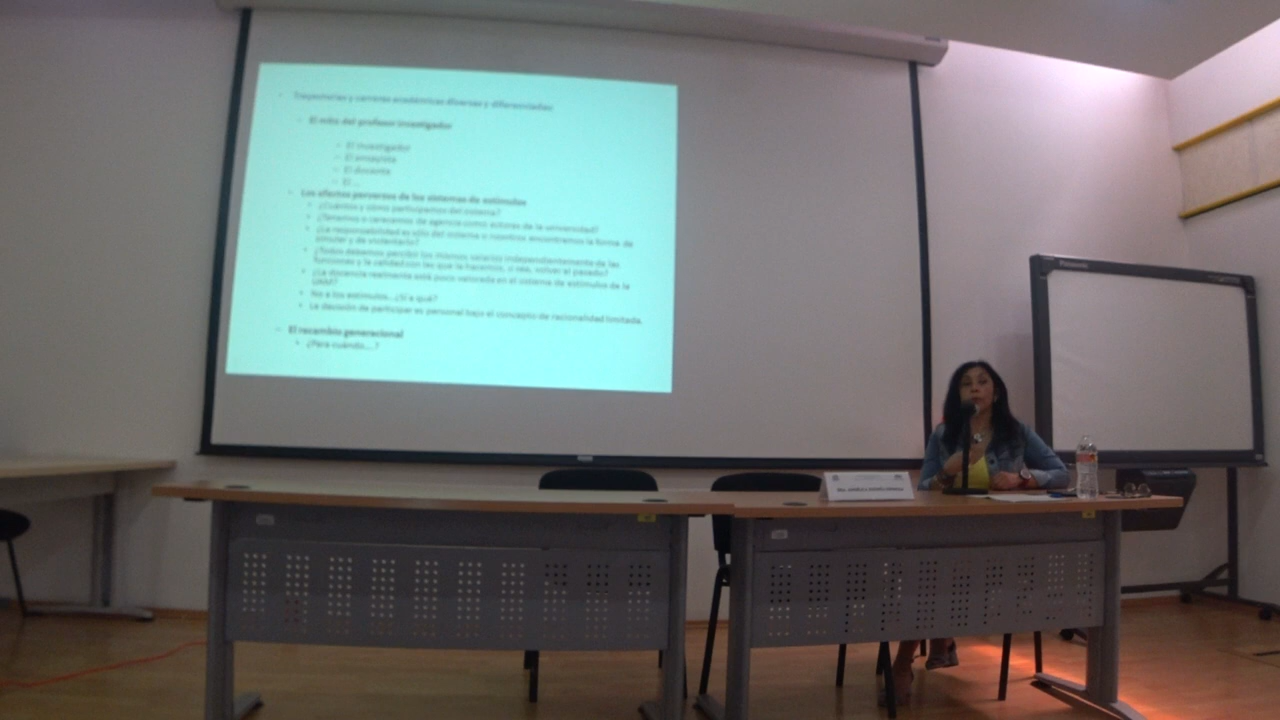 - Trayectorias y carreras académicas diversas y diferenciadas:
- El mito del profesor investigador
- El investigador
- El ensayista
- El docente
- El ...
- Los efectos perversos de los sistemas de estímulos
• ¿Cuántos y cómo participamos del sistema?
• ¿Tenemos o carecemos de agencia como actores de la universidad?
• ¿La responsabilidad es sólo del sistema o nosotros encontramos la forma de
simular y de violentarlo?
• ¿Todos debemos percibir los mismos salarios independientemente de las
funciones y la calidad con las que la hacemos, o sea, volver al pasado?
• ¿La docencia realmente está poco valorada en el sistema de estímulos de la
UAM?
• No a los estímulos...¿Sí a qué?
• La decisión de participar es personal bajo el concepto de racionalidad limitada.
- El recambio generacional
• ¿Para cuándo....?
Panasonic